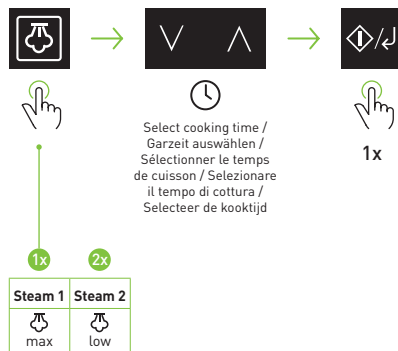 Select cooking time /
Garzeit auswählen /
Sélectionner le temps
de cuisson / Selezionare
il tempo di cottura /
Selecteer de kooktijd
1x
1x 2x
Steam 1 Steam 2
max low